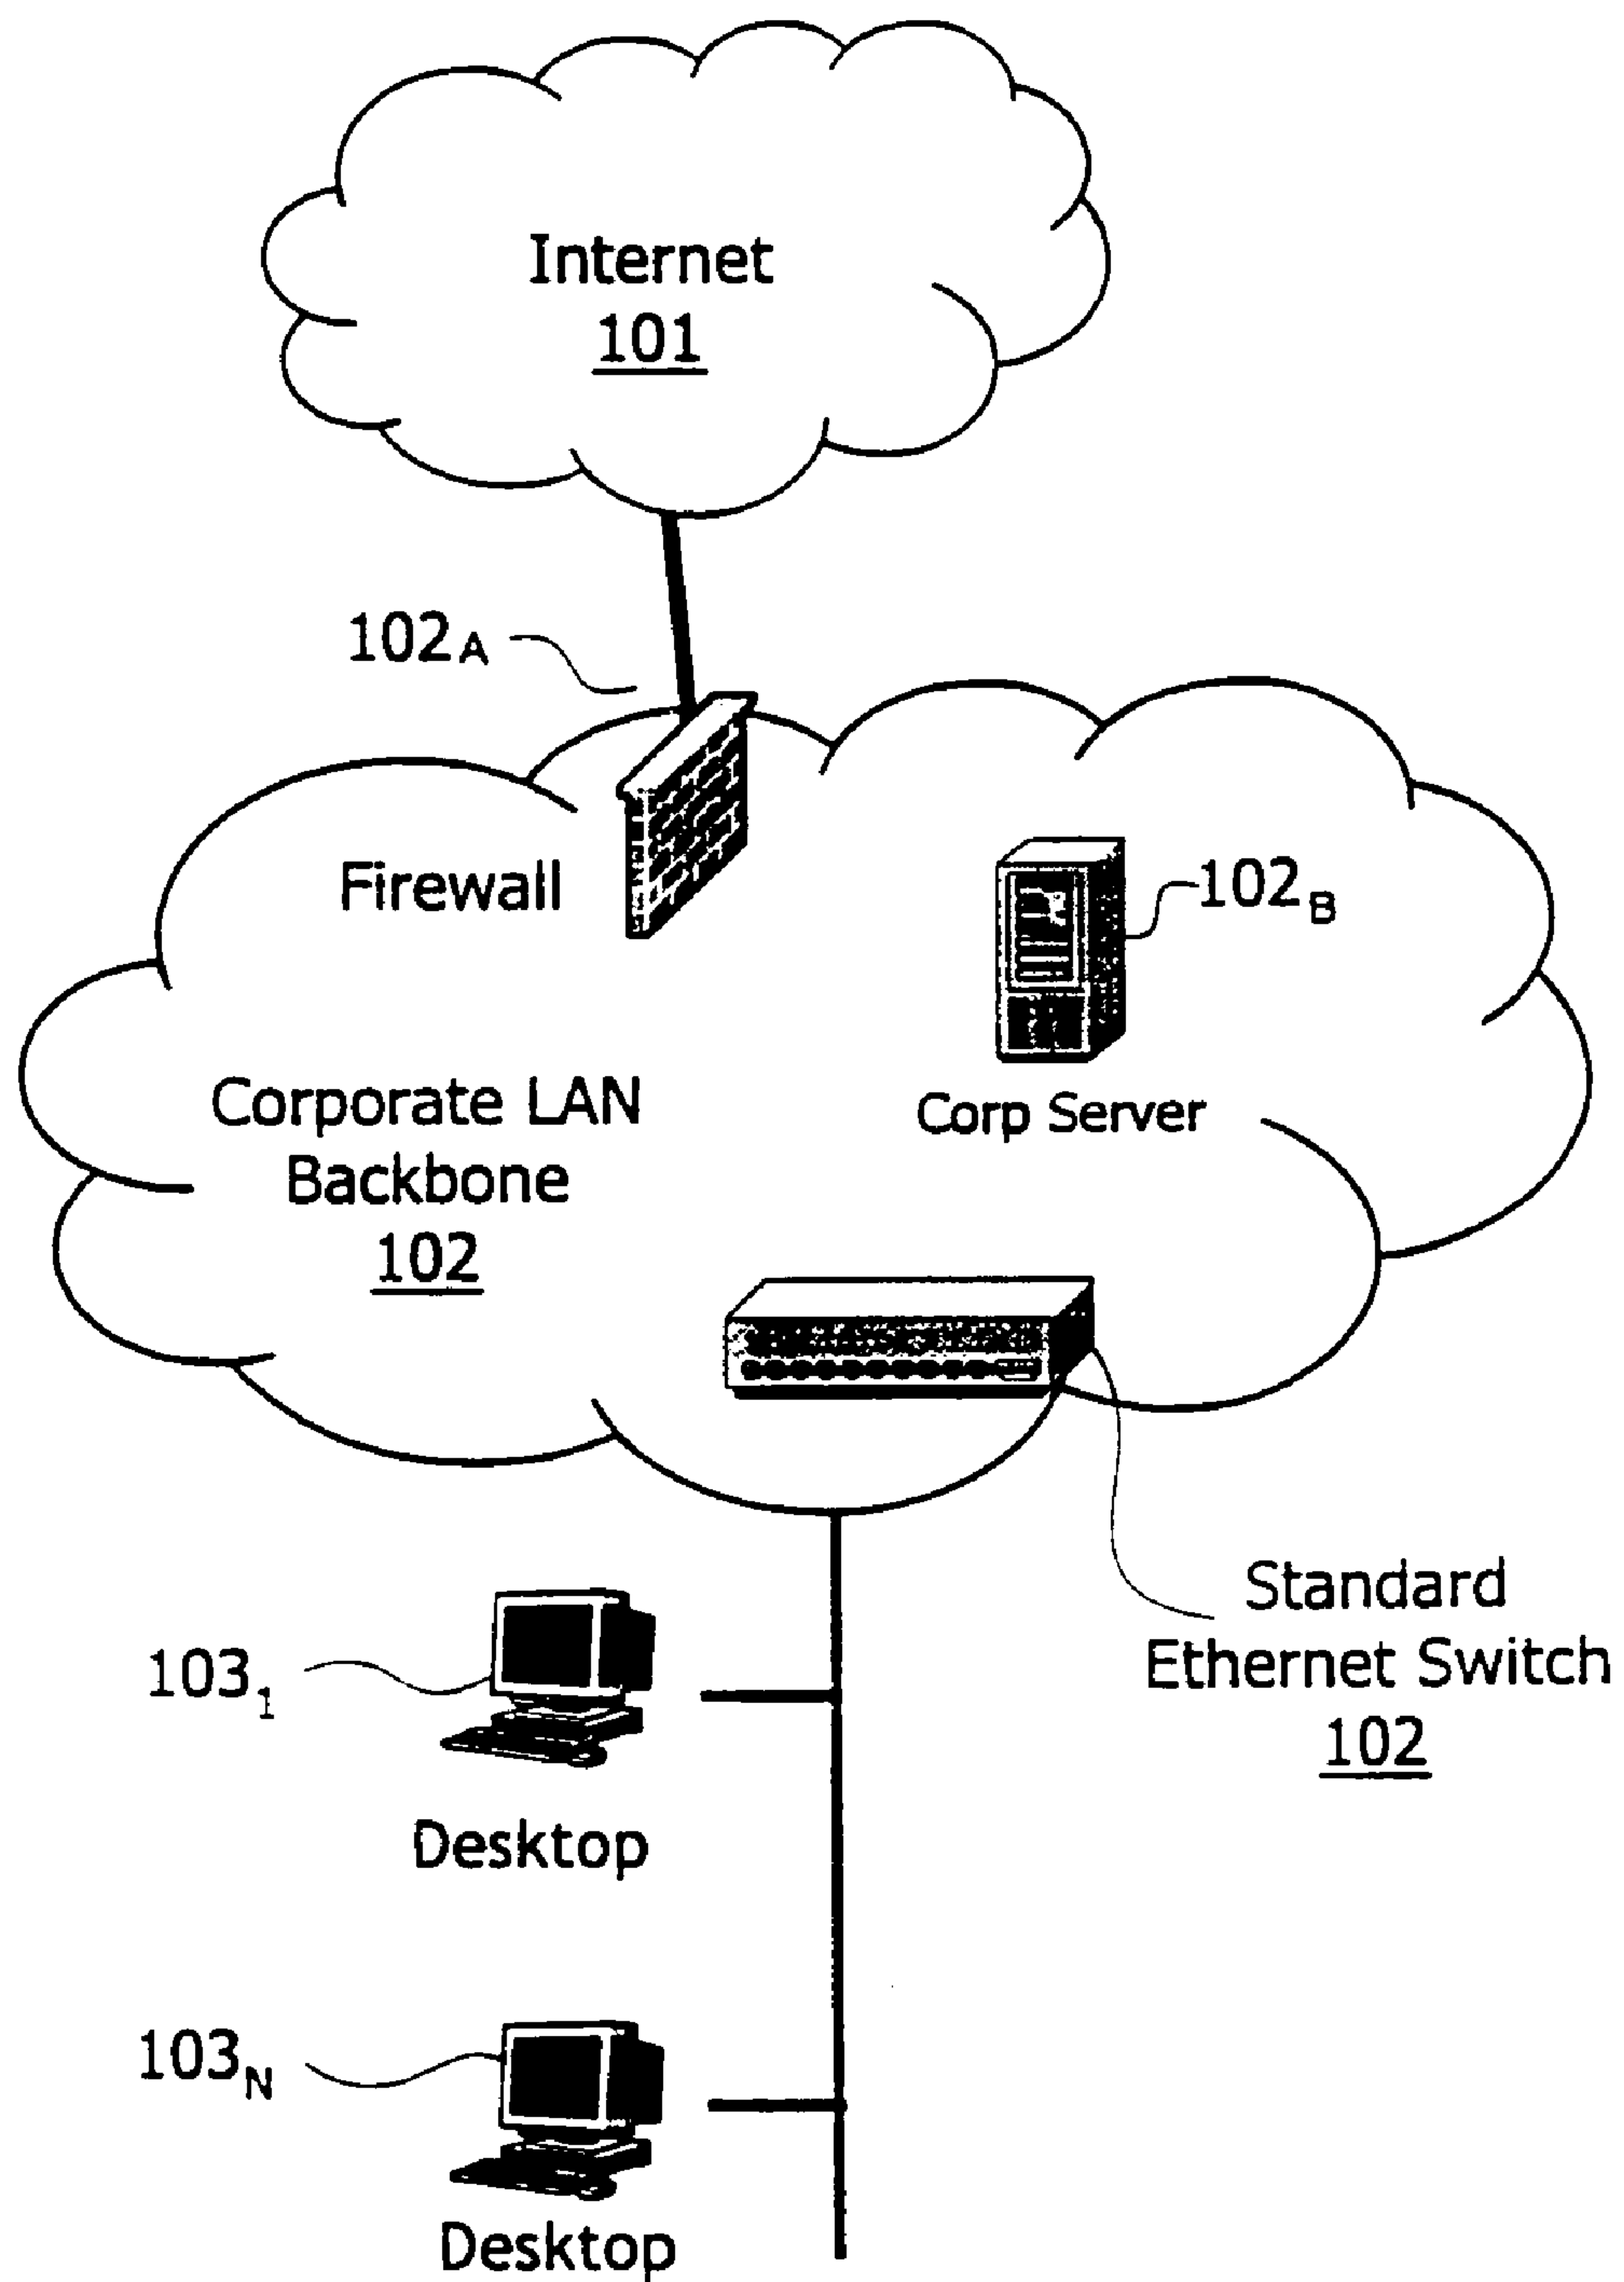 Internet
101
102A
Firewall
102B
Corp Server
Corporate LAN
Backbone
102
Standard
Ethernet Switch
102
1031
Desktop
103N
Desktop